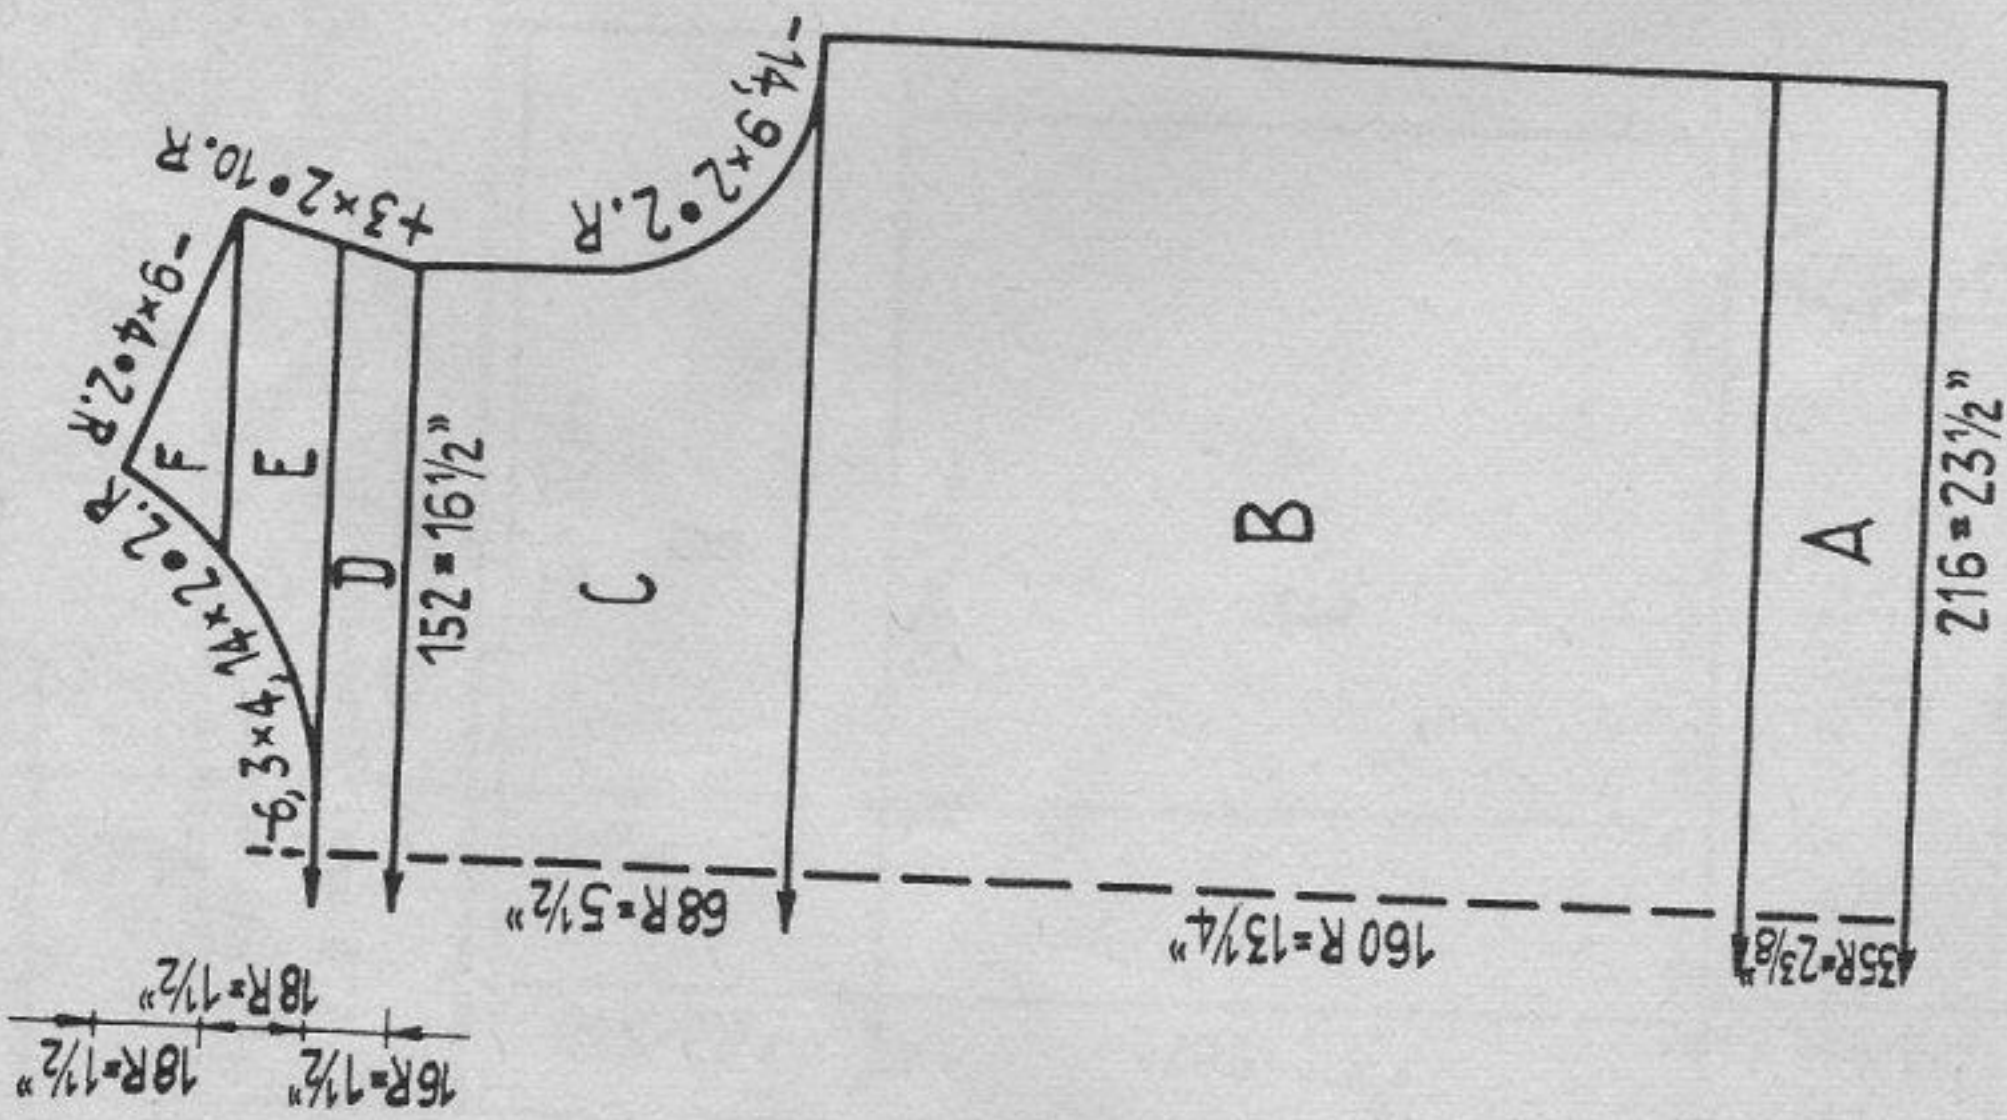 -9×4•2.R
+3×2•10.R
-14,9×2•2.R
-6,3×4,14×2•2.R
F
E
D
152=16½"
C
B
A
216=23½"
68R=5½"
160R=13¼"
35R=2⅜"
18R=1½"
18R=1½"
16R=1½"